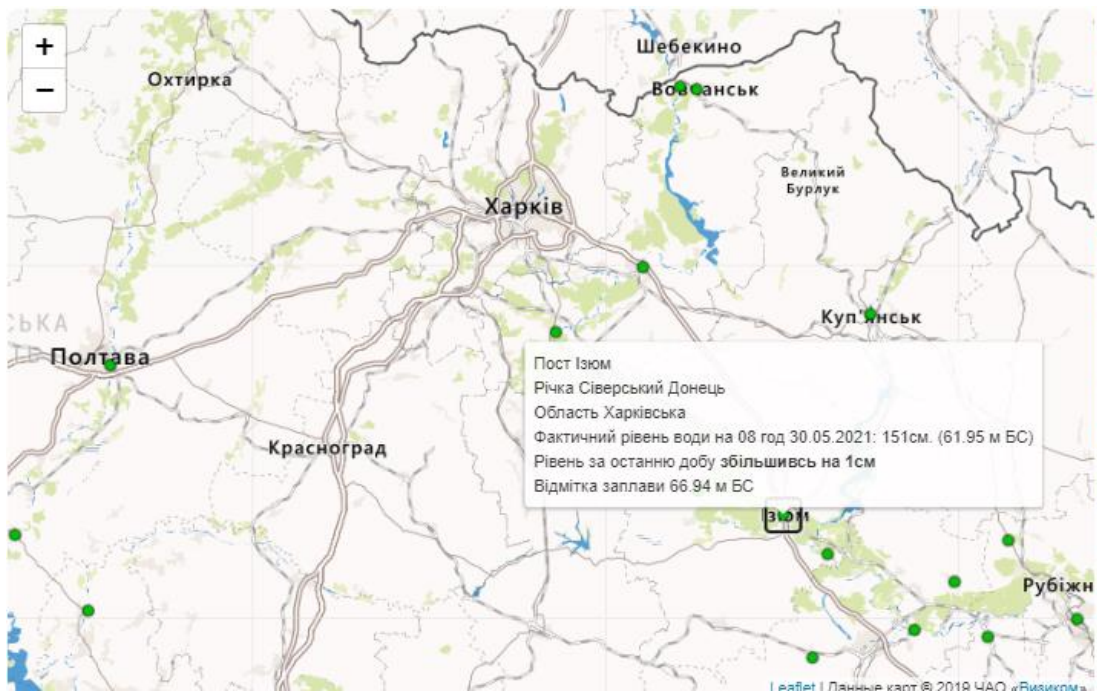 +
−
Шебекино
Охтирка
Вовчанськ
Великий
Бурлук
Харків
Куп'янськ
СЬКА
Полтава
Пост Ізюм
Річка Сіверський Донець
Область Харківська
Фактичний рівень води на 08 год 30.05.2021: 151см. (61.95 м БС)
Рівень за останню добу збільшивсь на 1см
Відмітка заплави 66.94 м БС
Красноград
Ізюм
Рубіжн
Leaflet | Данные карт © 2019 ЧАО «Визиком»